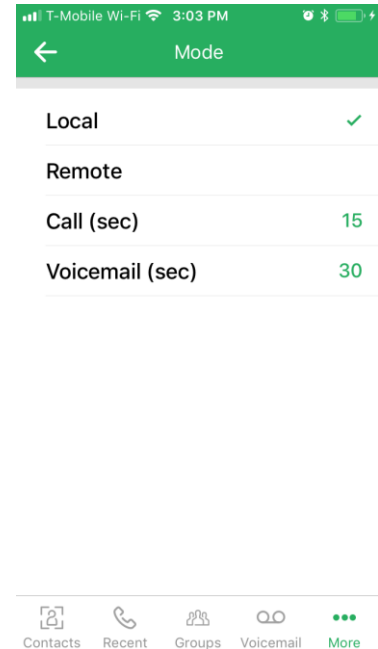 T-Mobile Wi-Fi 3:03 PM
Mode
Local
Remote
Call (sec) 15
Voicemail (sec) 30
Contacts Recent Groups Voicemail More